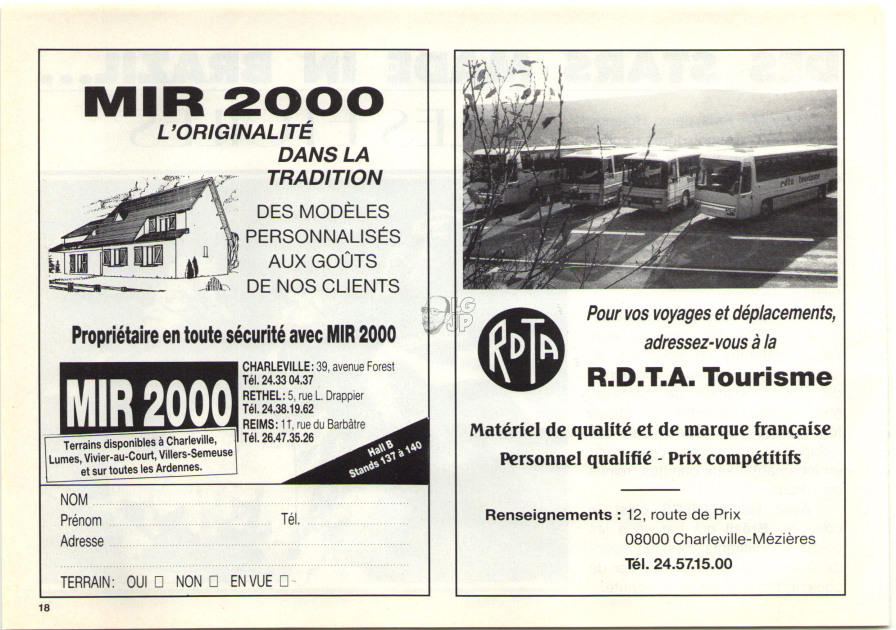 MIR 2000
L'ORIGINALITÉ
DANS LA
TRADITION
DES MODÈLES
PERSONNALISÉS
AUX GOÛTS
DE NOS CLIENTS
Propriétaire en toute sécurité avec MIR 2000
MIR 2000
CHARLEVILLE: 39, avenue Forest
Tél. 24.33 04.37
RETHEL: 5, rue L. Drappier
Tél. 24.38.19.62
REIMS: 11, rue du Barbâtre
Tél. 26.47.35.26
Terrains disponibles à Charleville,
Lumes, Vivier-au-Court, Villers-Semeuse
et sur toutes les Ardennes.
Hall B
Stands 137 à 140
NOM
Prénom Tél.
Adresse
TERRAIN: OUI □ NON □ EN VUE □
18
rdta tourisme
LG
JP
RDTA
Pour vos voyages et déplacements,
adressez-vous à la
R.D.T.A. Tourisme
Matériel de qualité et de marque française
Personnel qualifié - Prix compétitifs
Renseignements : 12, route de Prix
08000 Charleville-Mézières
Tél. 24.57.15.00